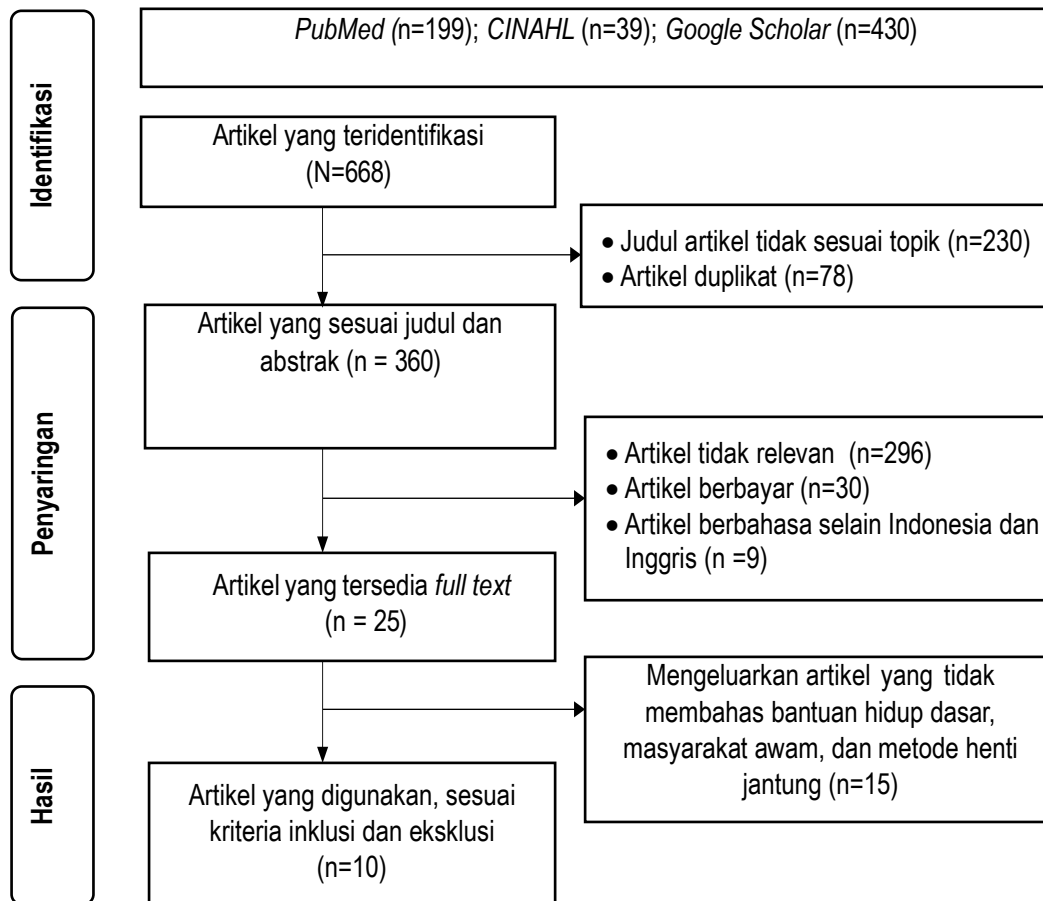 PubMed (n=199); CINAHL (n=39); Google Scholar (n=430)
Identifikasi
Artikel yang teridentifikasi
(N=668)
• Judul artikel tidak sesuai topik (n=230)
• Artikel duplikat (n=78)
Penyaringan
Artikel yang sesuai judul dan
abstrak (n = 360)
• Artikel tidak relevan (n=296)
• Artikel berbayar (n=30)
• Artikel berbahasa selain Indonesia dan
Inggris (n =9)
Artikel yang tersedia full text
(n = 25)
Hasil
Mengeluarkan artikel yang tidak
membahas bantuan hidup dasar,
masyarakat awam, dan metode henti
jantung (n=15)
Artikel yang digunakan, sesuai
kriteria inklusi dan eksklusi
(n=10)